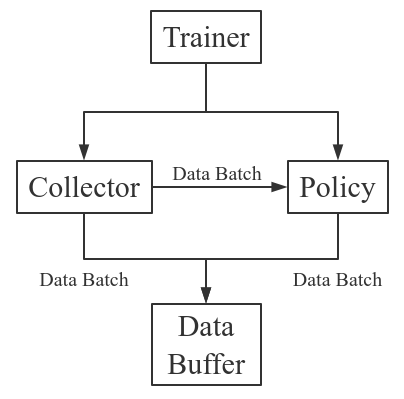 Trainer
Data Batch
Collector
Policy
Data Batch
Data Batch
Data
Buffer